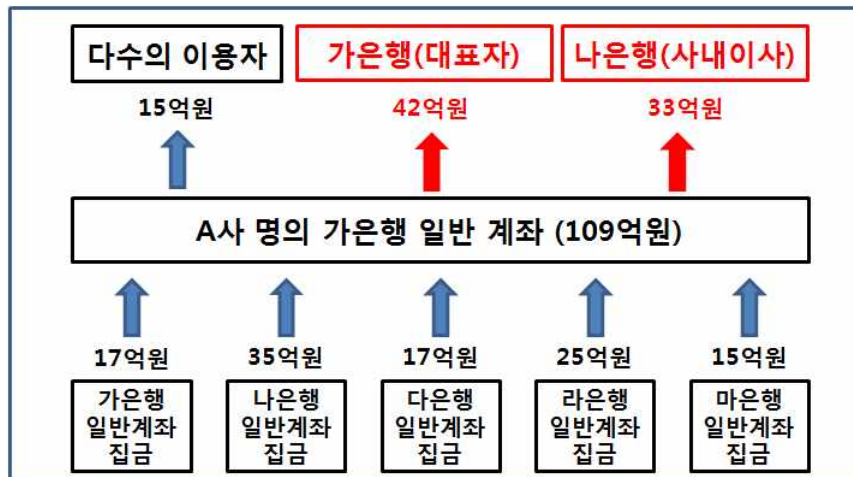 다수의 이용자
가은행(대표자)
나은행(사내이사)
15억원
42억원
33억원
A사 명의 가은행 일반 계좌 (109억원)
17억원
35억원
17억원
25억원
15억원
가은행
일반계좌
집금
나은행
일반계좌
집금
다은행
일반계좌
집금
라은행
일반계좌
집금
마은행
일반계좌
집금